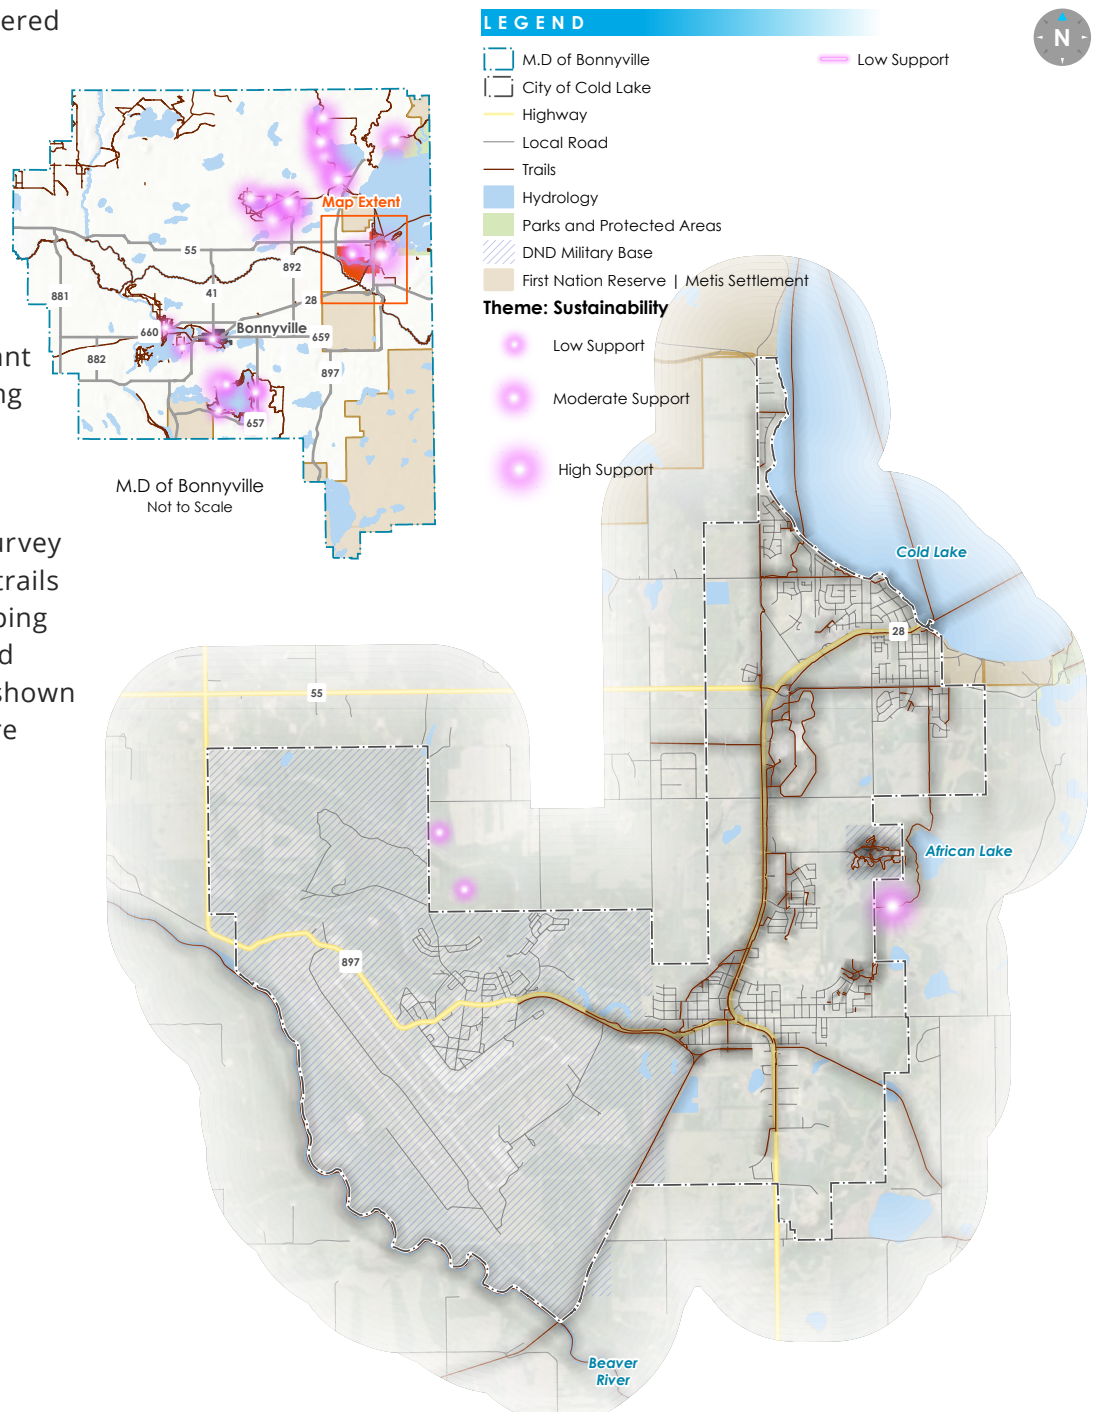 ered
ant
ng
urvey
trails
ping
d
shown
re
Map Extent
55
892
881
41
28
660
Bonnyville
659
882
897
657
M.D of Bonnyville
Not to Scale
LEGEND
M.D of Bonnyville
City of Cold Lake
Highway
Local Road
Trails
Hydrology
Parks and Protected Areas
DND Military Base
First Nation Reserve | Metis Settlement
Low Support
Theme: Sustainability
Low Support
Moderate Support
High Support
N
Cold Lake
28
55
African Lake
897
Beaver
River